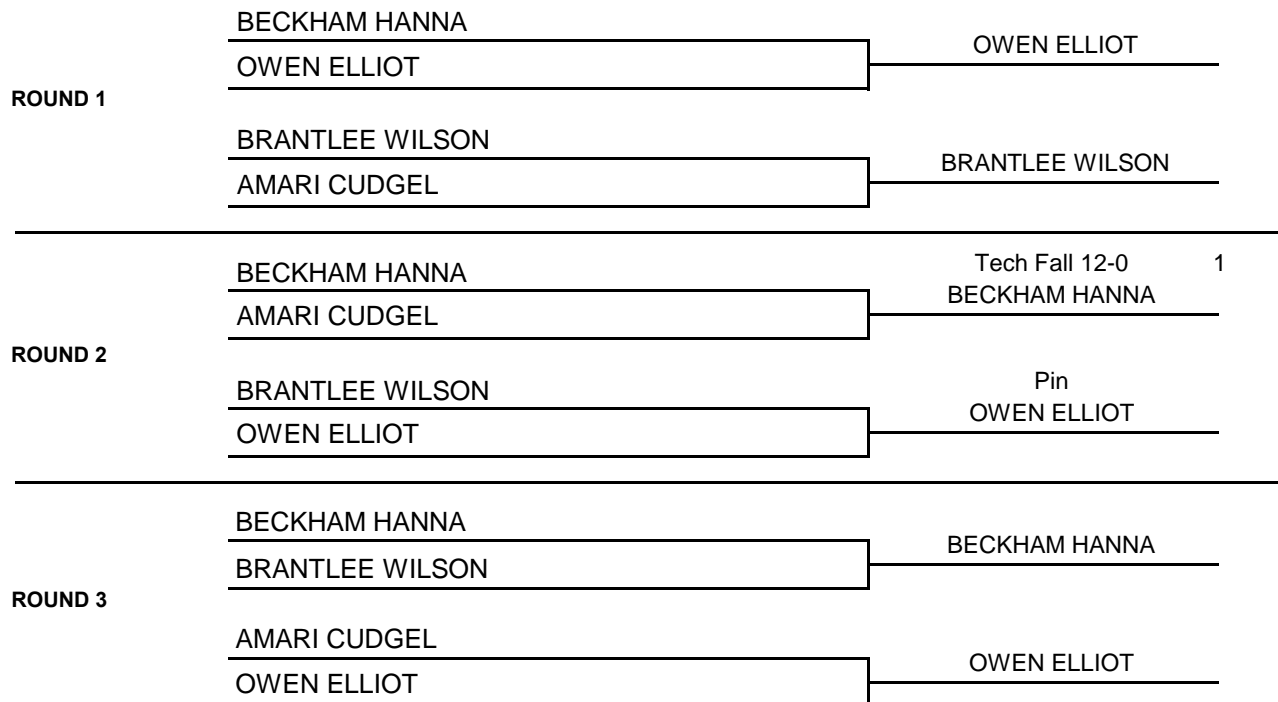 BECKHAM HANNA
OWEN ELLIOT
OWEN ELLIOT
ROUND 1
BRANTLEE WILSON
BRANTLEE WILSON
AMARI CUDGEL
Tech Fall 12-0 1
BECKHAM HANNA
BECKHAM HANNA
AMARI CUDGEL
ROUND 2
Pin
BRANTLEE WILSON
OWEN ELLIOT
OWEN ELLIOT
BECKHAM HANNA
BECKHAM HANNA
BRANTLEE WILSON
ROUND 3
AMARI CUDGEL
OWEN ELLIOT
OWEN ELLIOT